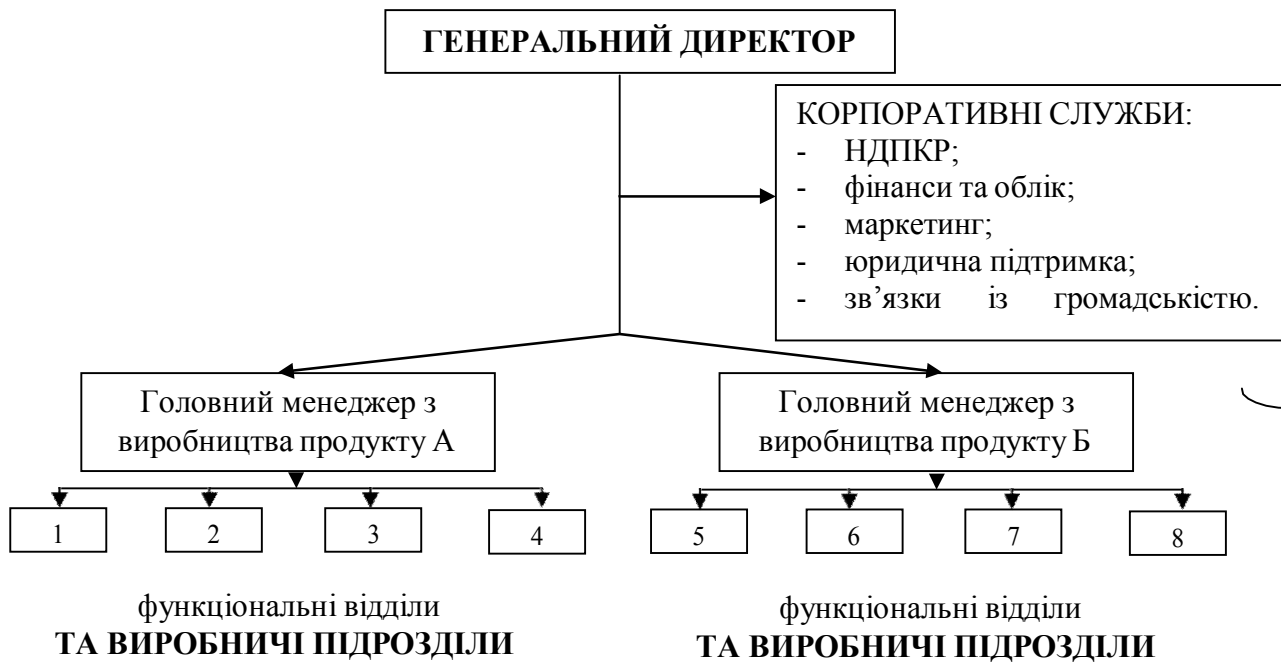 ГЕНЕРАЛЬНИЙ ДИРЕКТОР
КОРПОРАТИВНІ СЛУЖБИ:
- НДПКР;
- фінанси та облік;
- маркетинг;
- юридична підтримка;
- зв’язки із громадськістю.
Головний менеджер з
виробництва продукту А
Головний менеджер з
виробництва продукту Б
1 2 3 4 5 6 7 8
функціональні відділи
ТА ВИРОБНИЧІ ПІДРОЗДІЛИ
функціональні відділи
ТА ВИРОБНИЧІ ПІДРОЗДІЛИ